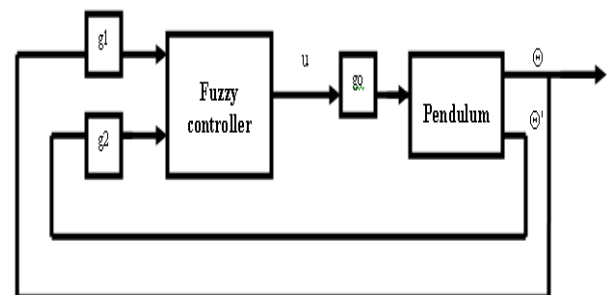 g1
g2
Fuzzy
controller
u
go
Pendulum
Θ
Θ'